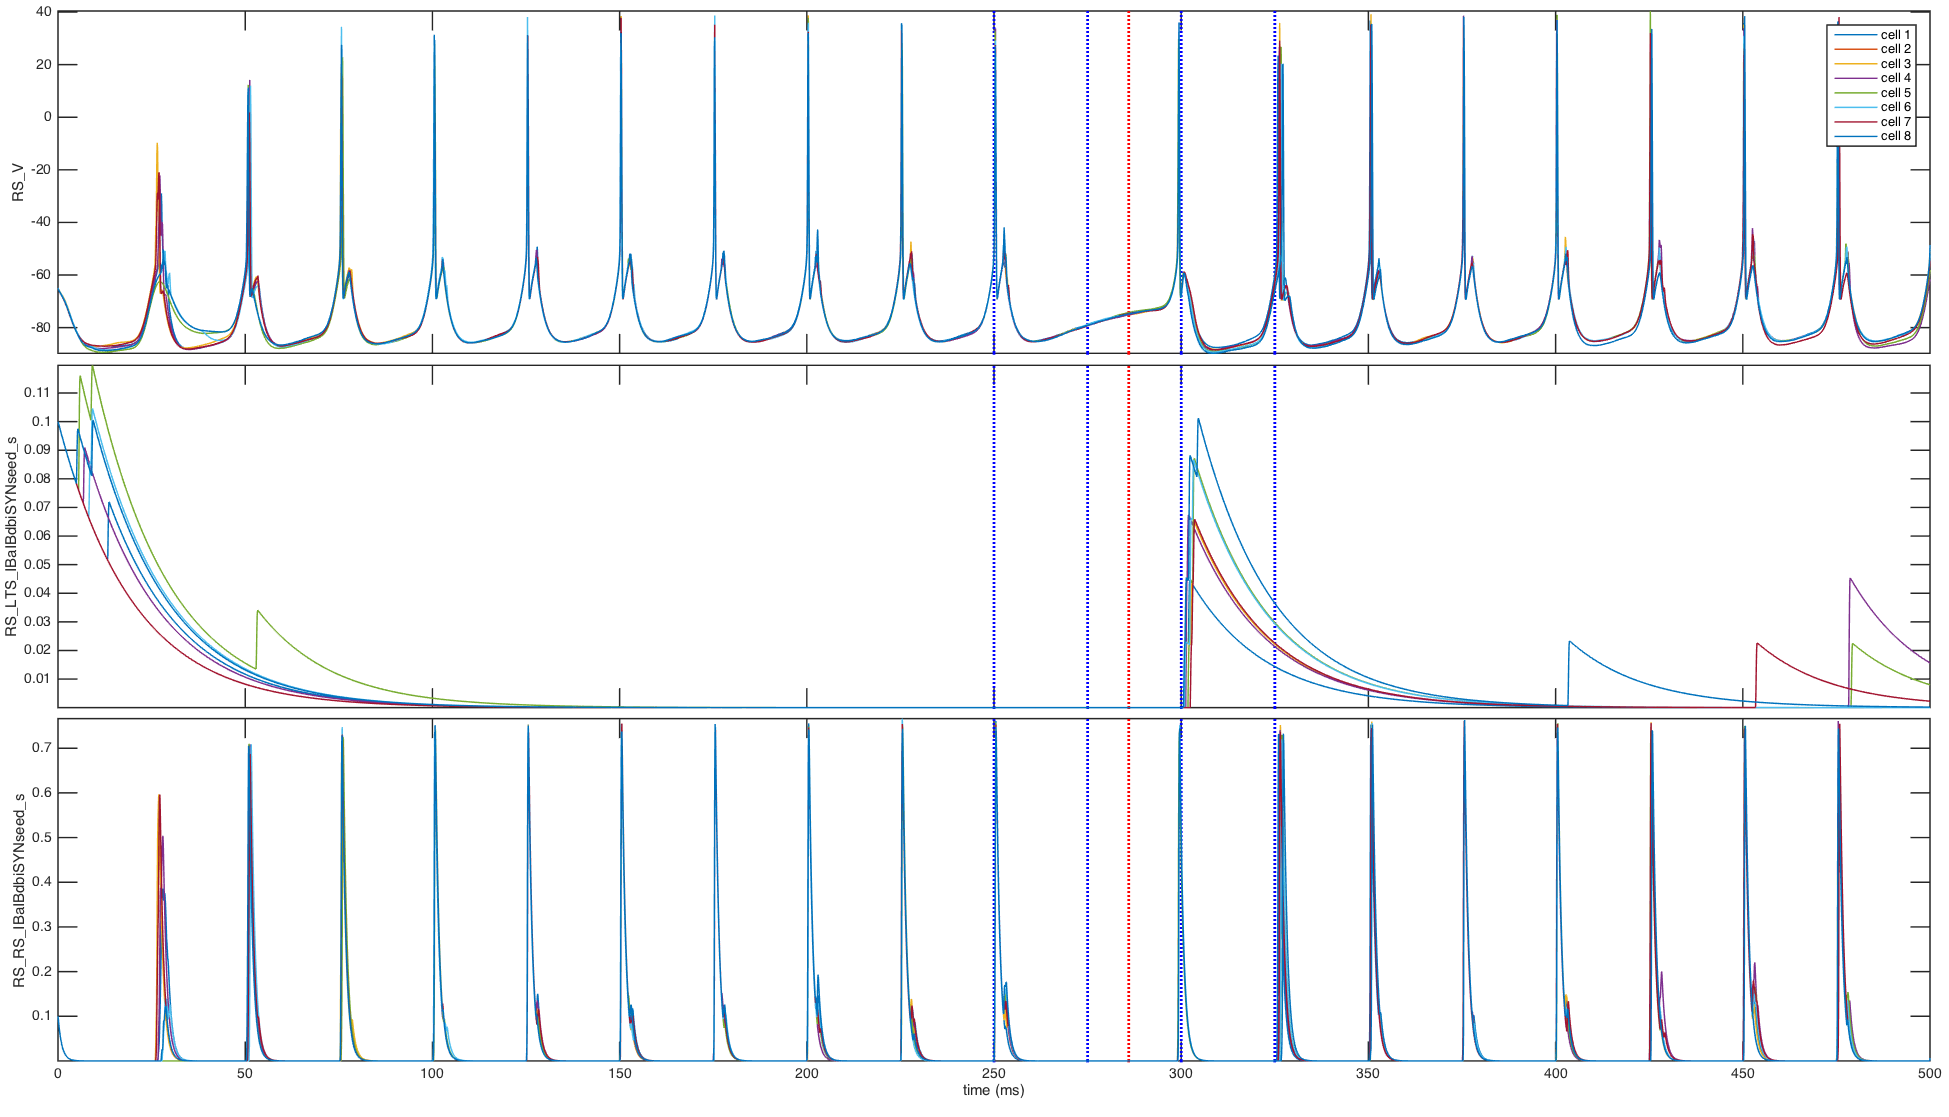 40
20
0
-20
-40
-60
-80
RS_V
cell 1
cell 2
cell 3
cell 4
cell 5
cell 6
cell 7
cell 8
0.11
0.1
0.09
0.08
0.07
0.06
0.05
0.04
0.03
0.02
0.01
RS_LTS_IBaIBdbiSYNseed_s
0.7
0.6
0.5
0.4
0.3
0.2
0.1
RS_RS_IBaIBdbiSYNseed_s
0 50 100 150 200 250 300 350 400 450 500
time (ms)